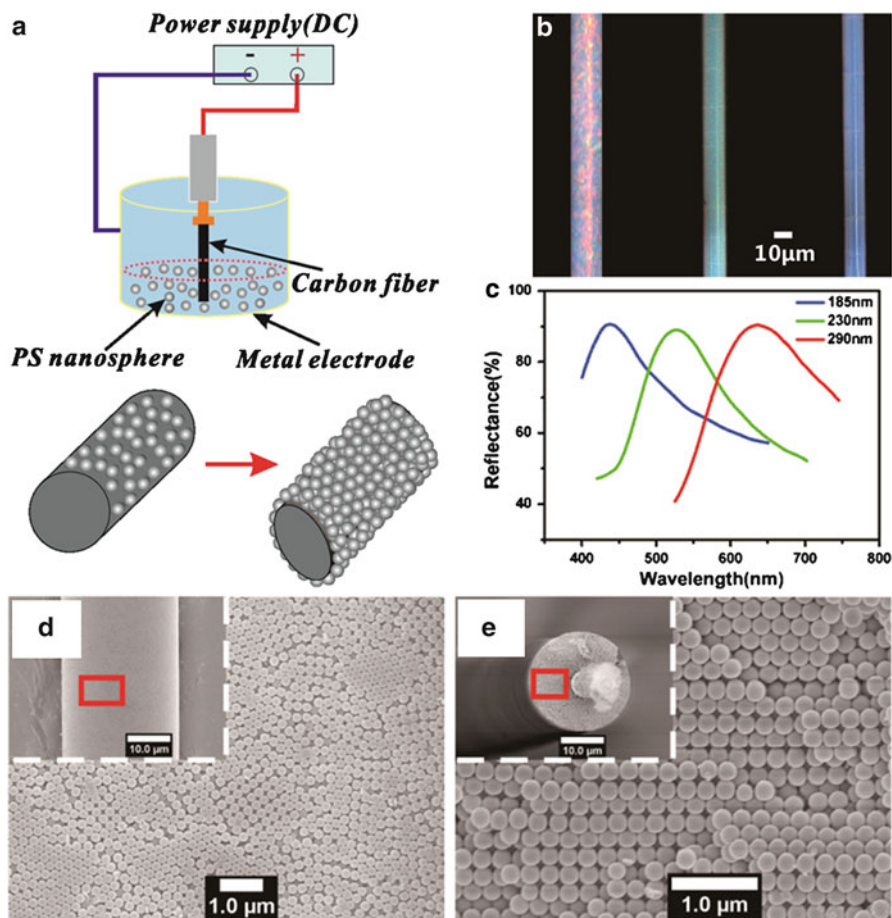 a
Power supply(DC)
- +
Carbon fiber
PS nanosphere
Metal electrode
b
10μm
c
185nm
230nm
290nm
100
80
60
40
Reflectance(%)
400 500 600 700 800
Wavelength(nm)
d
10.0 μm
1.0 μm
e
10.0 μm
1.0 μm